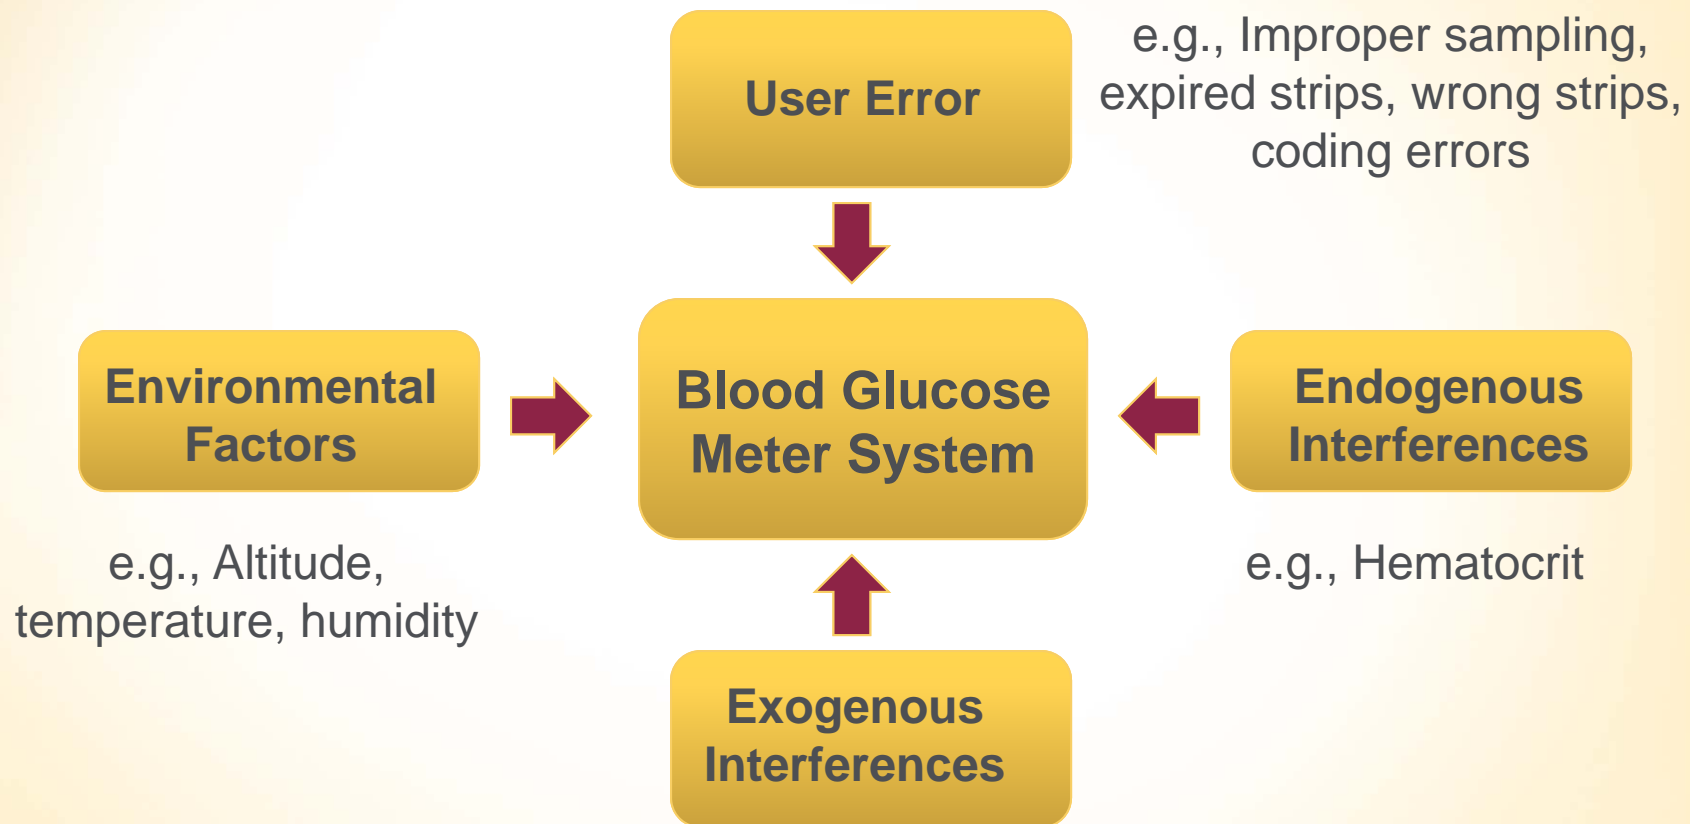 User Error
e.g., Improper sampling,
expired strips, wrong strips,
coding errors
Environmental
Factors
e.g., Altitude,
temperature, humidity
Blood Glucose
Meter System
Endogenous
Interferences
e.g., Hematocrit
Exogenous
Interferences